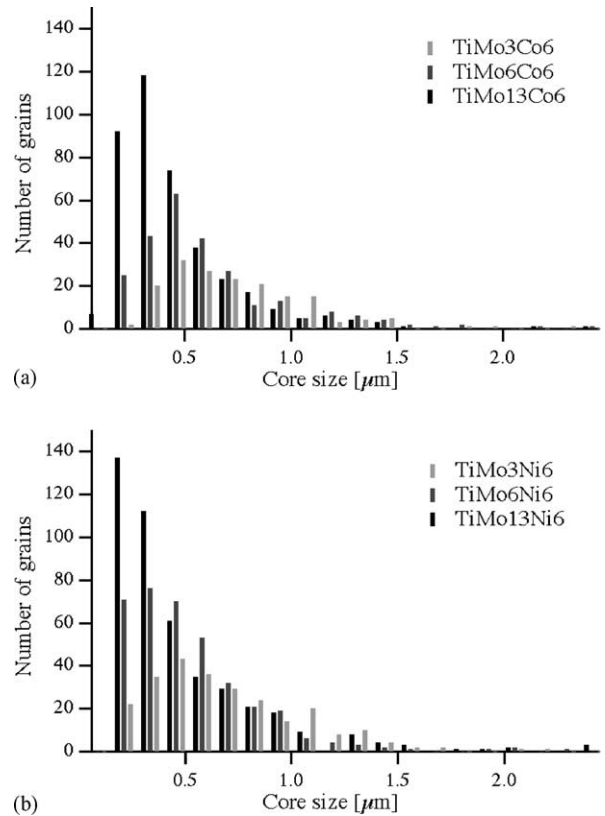 140
120
100
80
60
40
20
0
Number of grains
TiMo3Co6
TiMo6Co6
TiMo13Co6
0.5
1.0
1.5
2.0
Core size [µm]
(a)
140
120
100
80
60
40
20
0
Number of grains
TiMo3Ni6
TiMo6Ni6
TiMo13Ni6
0.5
1.0
1.5
2.0
Core size [µm]
(b)